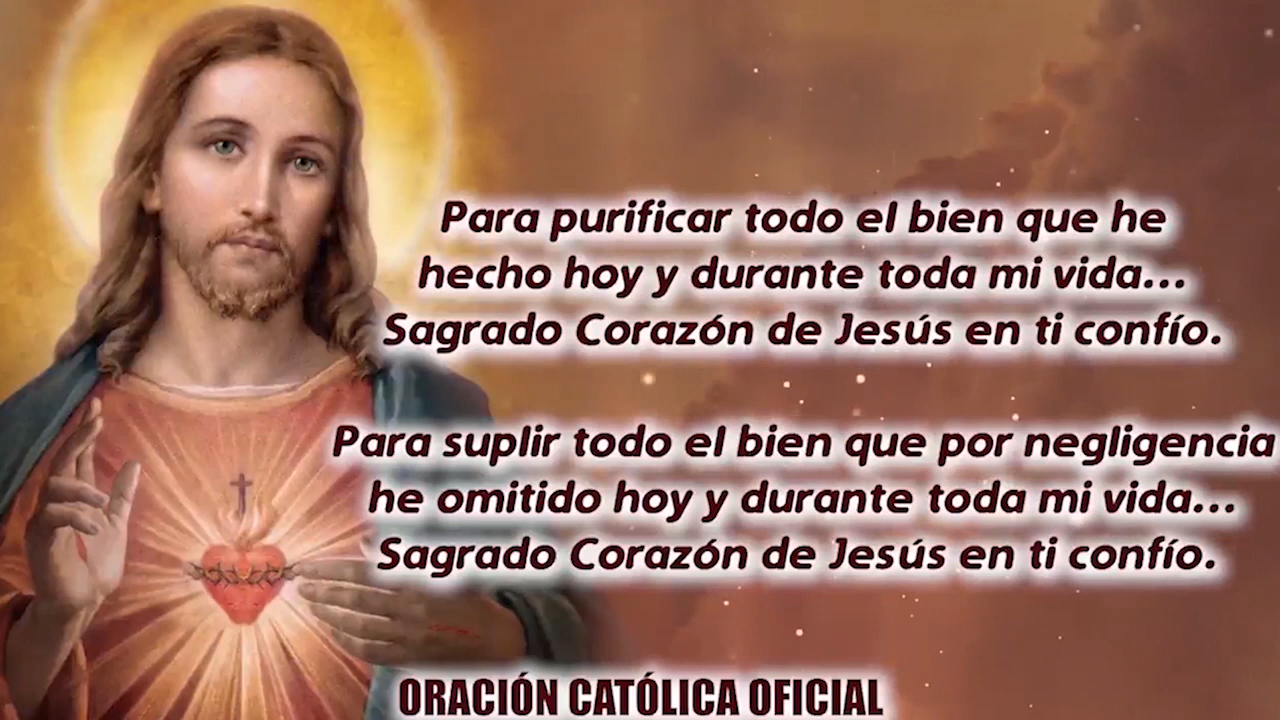 Para purificar todo el bien que he
hecho hoy y durante toda mi vida...
Sagrado Corazón de Jesús en ti confío.
Para suplir todo el bien que por negligencia
he omitido hoy y durante toda mi vida...
Sagrado Corazón de Jesús en ti confío.
ORACIÓN CATÓLICA OFICIAL